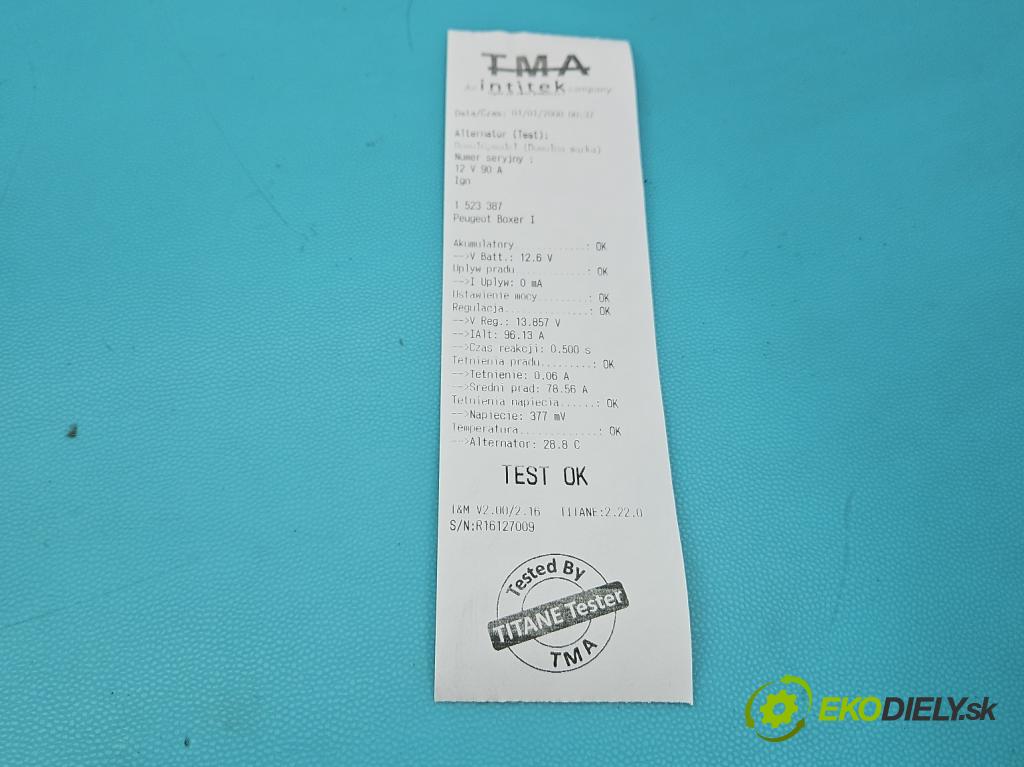 TMA
An intitek company
Data/Czas: 01/01/2000 00:37
Alternator (Test):
(Dowolna marka)
Numer seryjny :
12 V 90 A
Ign
1 523 387
Peugeot Boxer I
Akumulatory............: OK
-->V Batt.: 12.6 V
Uplyw pradu............: OK
-->I Uplyw: 0 mA
Ustawienie mocy........: OK
Regulacja..............: OK
-->V Reg.: 13.857 V
-->IAlt: 96.13 A
-->Czas reakcji: 0.500 s
Tetnienia pradu.........: OK
-->Tetnienie: 0.06 A
-->Sredni prad: 78.56 A
Tetnienia napiecia......: OK
-->Napiecie: 377 mV
Temperatura.............: OK
-->Alternator: 28.8 C
TEST OK
T&M V2.00/2.16 TITANE:2.22.0
S/N:R16127009
Tested By
TITANE Tester
TMA
EKODIELY.sk